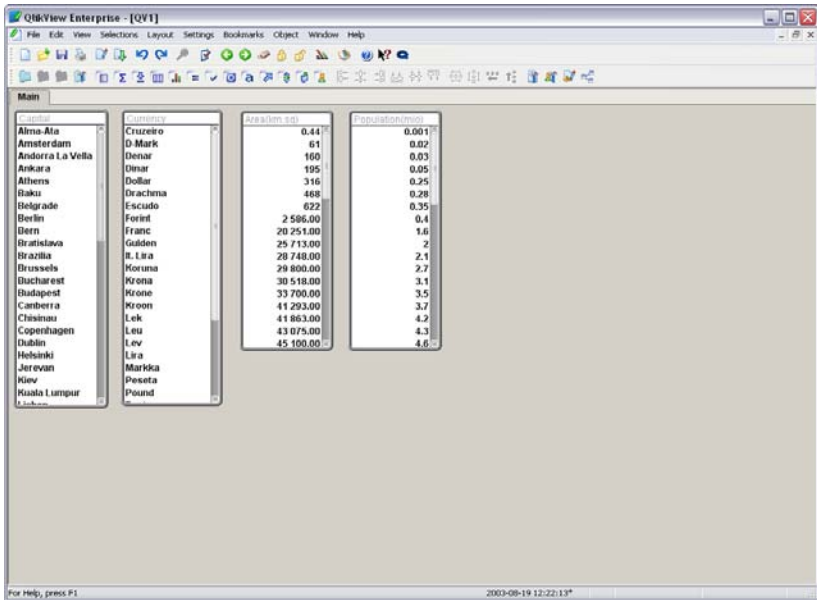 QlikView Enterprise - [QV1]
File Edit View Selections Layout Settings Bookmarks Object Window Help
Main
Capital
Alma-Ata
Amsterdam
Andorra La Vella
Ankara
Athens
Baku
Belgrade
Berlin
Bern
Bratislava
Brazilia
Brussels
Bucharest
Budapest
Canberra
Chisinau
Copenhagen
Dublin
Helsinki
Jerevan
Kiev
Kuala Lumpur
Currency
Cruzeiro
D-Mark
Denar
Dinar
Dollar
Drachma
Escudo
Forint
Franc
Gulden
It. Lira
Koruna
Krona
Krone
Kroon
Lek
Leu
Lev
Lira
Markka
Peseta
Pound
Area(km.sq)
0.44
61
160
195
316
468
622
2 586.00
20 251.00
25 713.00
28 748.00
29 800.00
30 518.00
33 700.00
41 293.00
41 863.00
43 075.00
45 100.00
Population(mio)
0.001
0.02
0.03
0.05
0.25
0.28
0.35
0.4
1.6
2
2.1
2.7
3.1
3.5
3.7
4.2
4.3
4.6
For Help, press F1
2003-08-19 12:22:13*